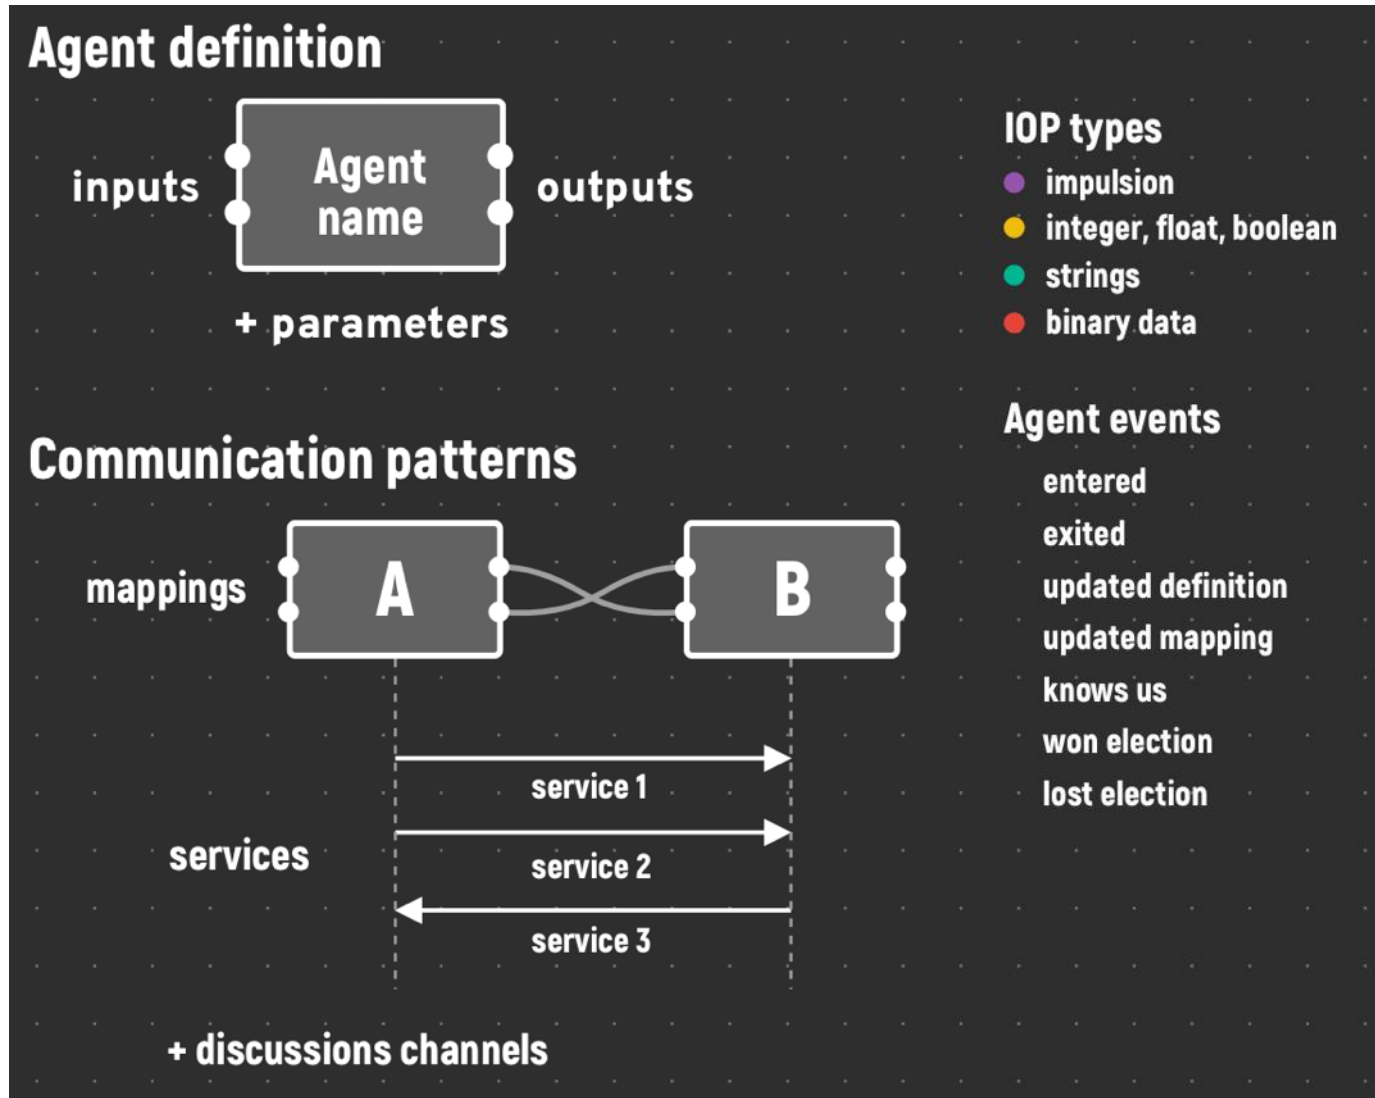 Agent definition
inputs
Agent
name
outputs
+ parameters
IOP types
impulsion
integer, float, boolean
strings
binary data
Communication patterns
mappings
A
B
service 1
services
service 2
service 3
+ discussions channels
Agent events
entered
exited
updated definition
updated mapping
knows us
won election
lost election